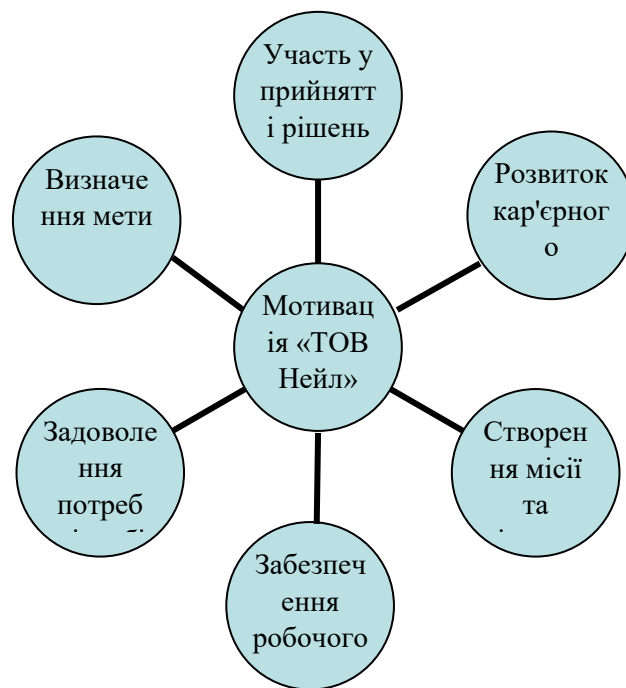 Участь у
прийнятт
і рішень
Визначе
ння мети
Розвиток
кар'єрног
о
Мотивац
ія «ТОВ
Нейл»
Задоволе
ння
потреб
Створен
ня місії
та
Забезпеч
ення
робочого